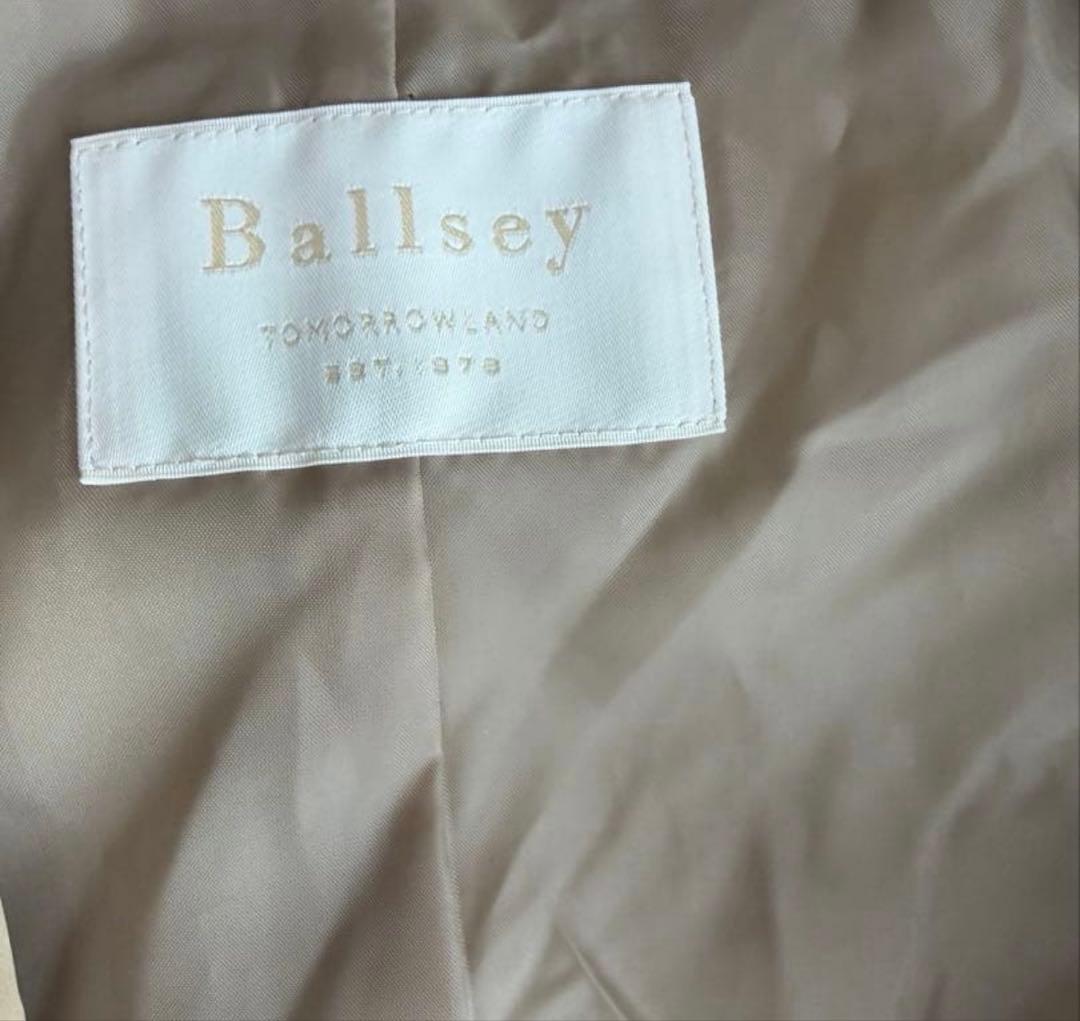 Ballsey
TOMORROWLAND
EST. 1978